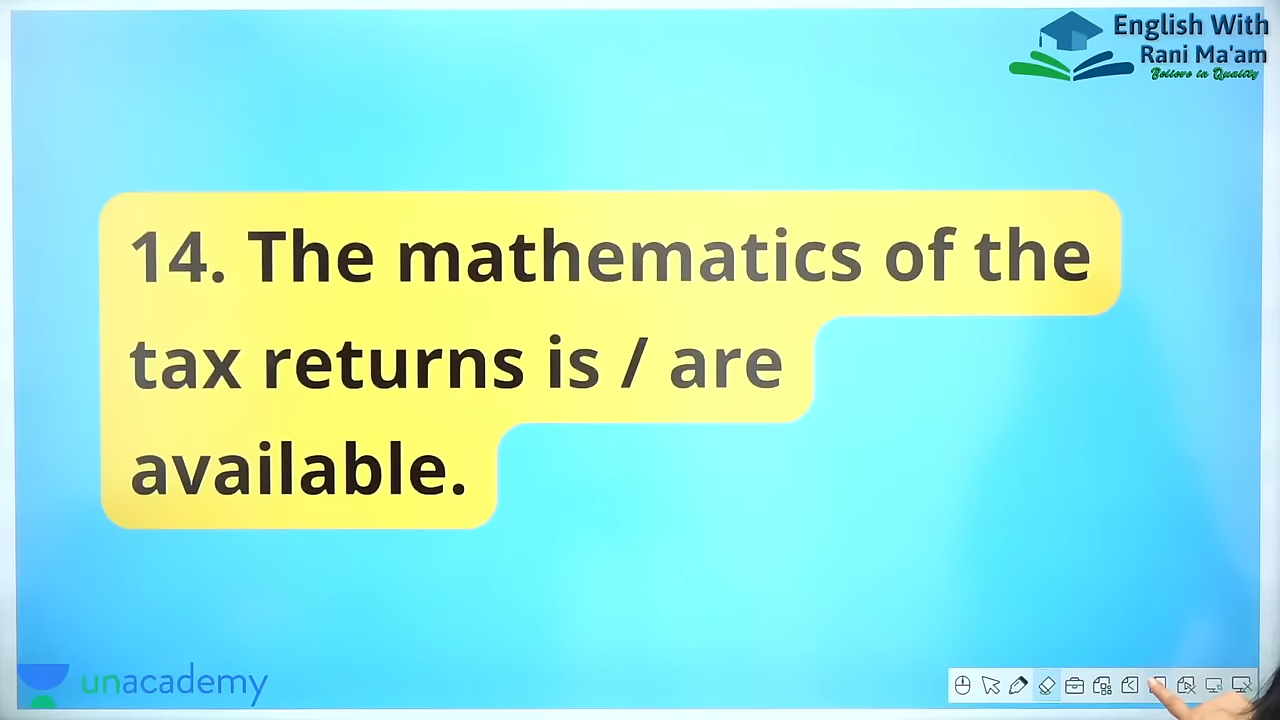 English With
Rani Ma'am
Believe in Quality
14. The mathematics of the
tax returns is / are
available.
unacademy